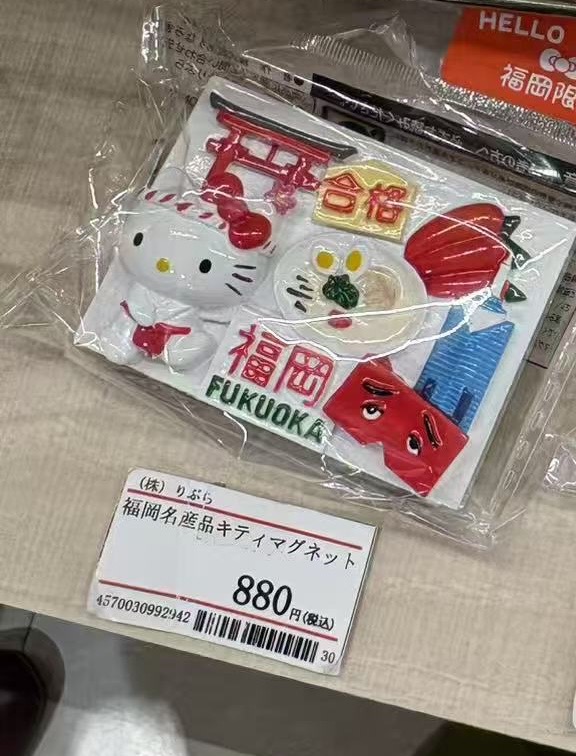 HELLO
福岡限
合格
福岡
FUKUOKA
(株) りぶら
福岡名産品キティマグネット
880円(税込)
4570030992942
30